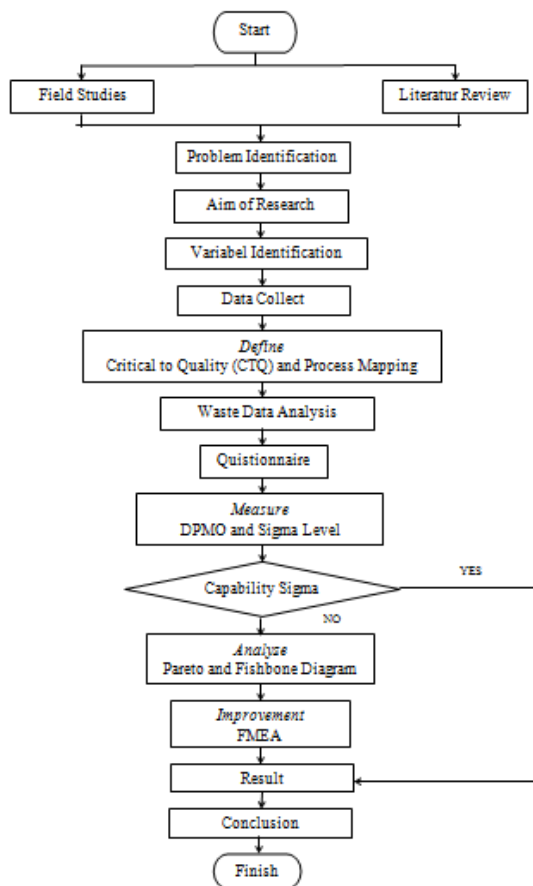 Start
Field Studies
Literatur Review
Problem Identification
Aim of Research
Variabel Identification
Data Collect
Define
Critical to Quality (CTQ) and Process Mapping
Waste Data Analysis
Quistionnaire
Measure
DPMO and Sigma Level
Capability Sigma
YES
NO
Analyze
Pareto and Fishbone Diagram
Improvement
FMEA
Result
Conclusion
Finish